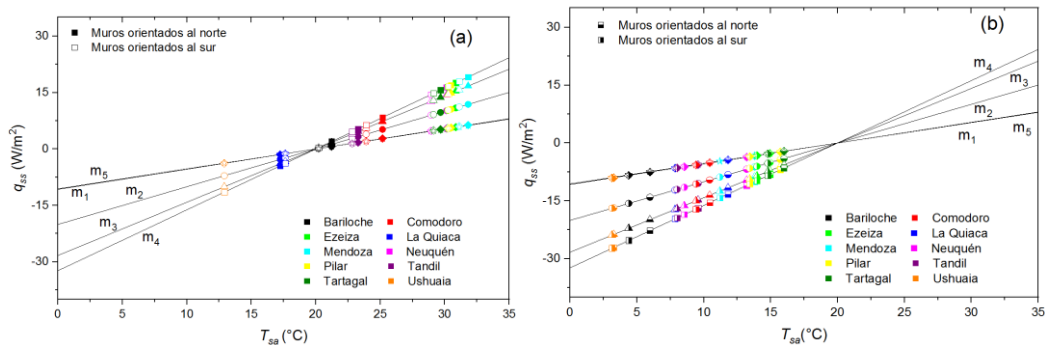 (a)
Muros orientados al norte
Muros orientados al sur
30
15
0
-15
-30
q_ss (W/m²)
m₅
m₁
m₂
m₃
m₄
Bariloche
Comodoro
Ezeiza
La Quiaca
Mendoza
Neuquén
Pilar
Tandil
Tartagal
Ushuaia
0 5 10 15 20 25 30 35
T_sa (°C)
(b)
Muros orientados al norte
Muros orientados al sur
30
15
0
-15
-30
q_ss (W/m²)
m₄
m₃
m₂
m₁
m₅
Bariloche
Comodoro
Ezeiza
La Quiaca
Mendoza
Neuquén
Pilar
Tandil
Tartagal
Ushuaia
0 5 10 15 20 25 30 35
T_sa (°C)